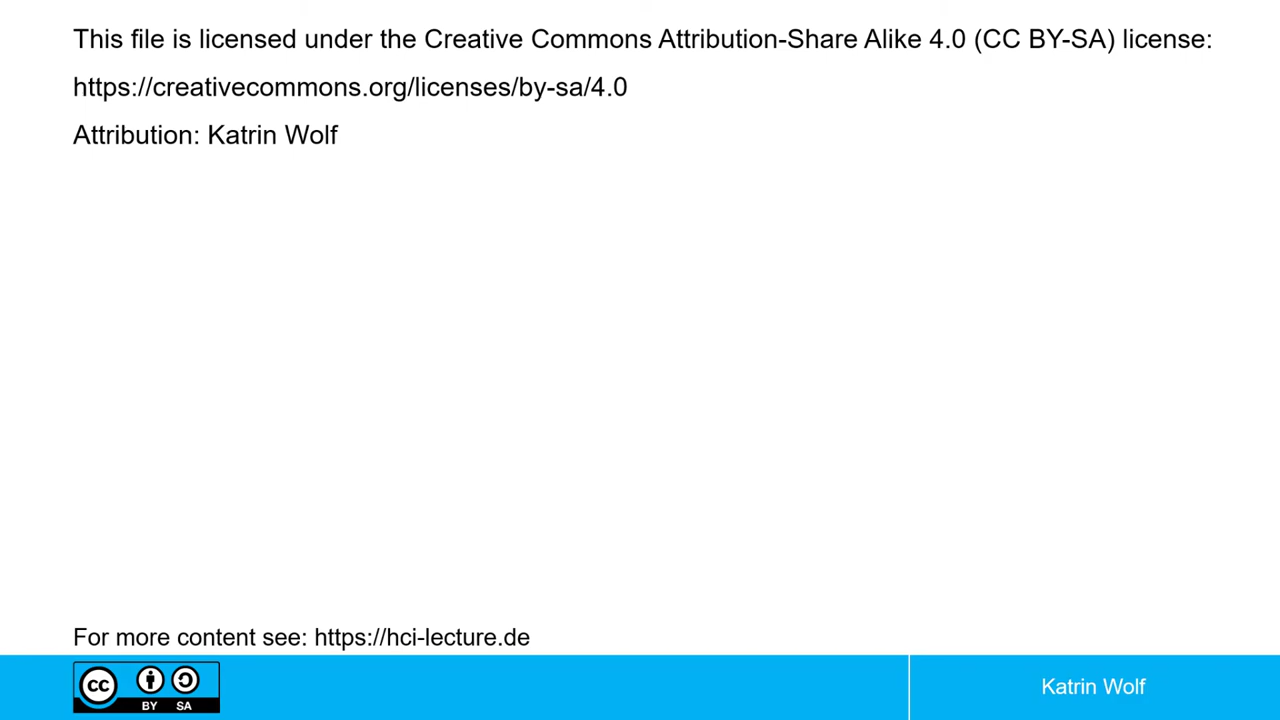 This file is licensed under the Creative Commons Attribution-Share Alike 4.0 (CC BY-SA) license:
https://creativecommons.org/licenses/by-sa/4.0
Attribution: Katrin Wolf
For more content see: https://hci-lecture.de
CC BY SA
Katrin Wolf